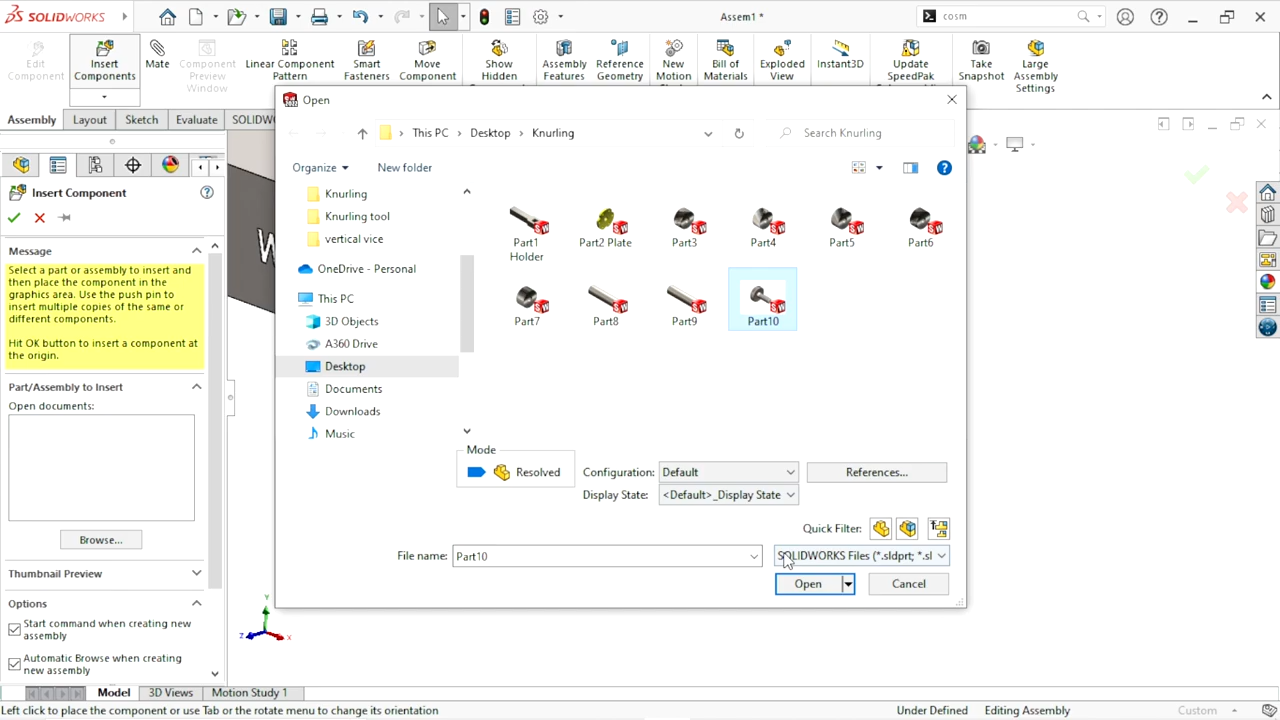 SOLIDWORKS
Assem1 *
cosm
Edit Component
Insert Components
Mate
Component Preview Window
Linear Component Pattern
Smart Fasteners
Move Component
Show Hidden
Assembly Features
Reference Geometry
New Motion
Bill of Materials
Exploded View
Instant3D
Update SpeedPak
Take Snapshot
Large Assembly Settings
Assembly
Layout
Sketch
Evaluate
SOLIDW
Insert Component
Message
Select a part or assembly to insert and
then place the component in the
graphics area. Use the push pin to
insert multiple copies of the same or
different components.
Hit OK button to insert a component at
the origin.
Part/Assembly to Insert
Open documents:
Browse...
Thumbnail Preview
Options
Start command when creating new
assembly
Automatic Browse when creating
new assembly
W
Open
This PC
Desktop
Knurling
Search Knurling
Organize
New folder
Knurling
Knurling tool
vertical vice
OneDrive - Personal
This PC
3D Objects
A360 Drive
Desktop
Documents
Downloads
Music
Part1 Holder
Part2 Plate
Part3
Part4
Part5
Part6
Part7
Part8
Part9
Part10
Mode
Resolved
Configuration:
Default
References...
Display State:
<Default>_Display State
Quick Filter:
File name:
Part10
SOLIDWORKS Files (*.sldprt; *.sl
Open
Cancel
Y
Z
X
Model
3D Views
Motion Study 1
Left click to place the component or use Tab or the rotate menu to change its orientation
Under Defined
Editing Assembly
Custom